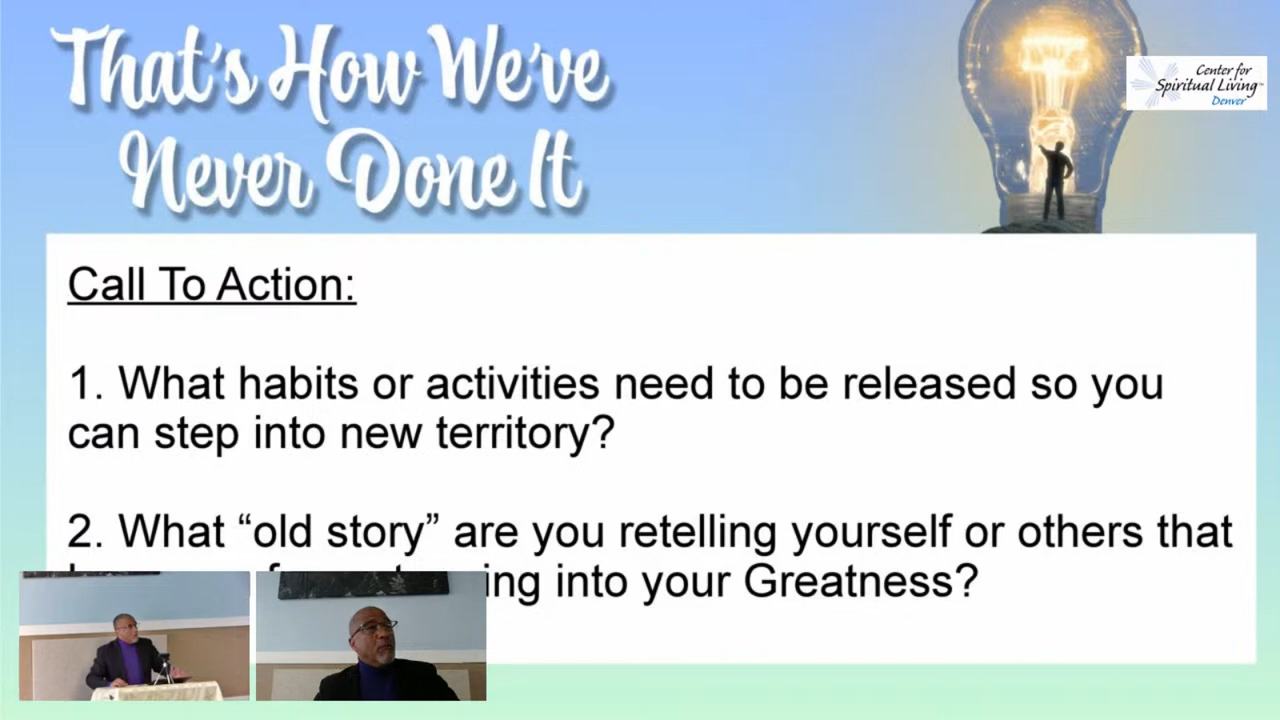 That's How We've
Never Done It
Center for
Spiritual Living™
Denver
Call To Action:
1. What habits or activities need to be released so you
can step into new territory?
2. What “old story” are you retelling yourself or others that
into your Greatness?